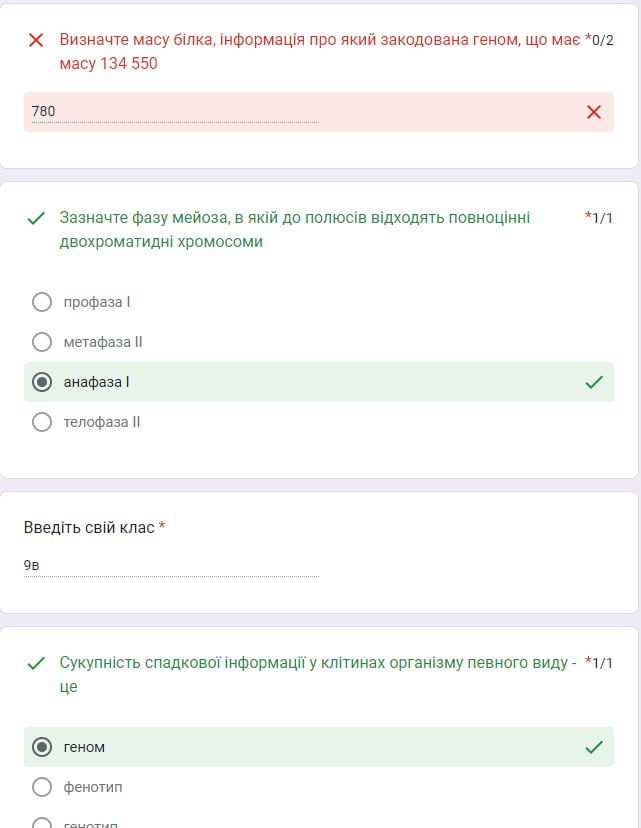 Визначте масу білка, інформація про який закодована геном, що має *0/2
масу 134 550
780
Зазначте фазу мейоза, в якій до полюсів відходять повноцінні *1/1
двохроматидні хромосоми
профаза I
метафаза II
анафаза I
телофаза II
Введіть свій клас *
9в
Сукупність спадкової інформації у клітинах організму певного виду - *1/1
це
геном
фенотип
генотип